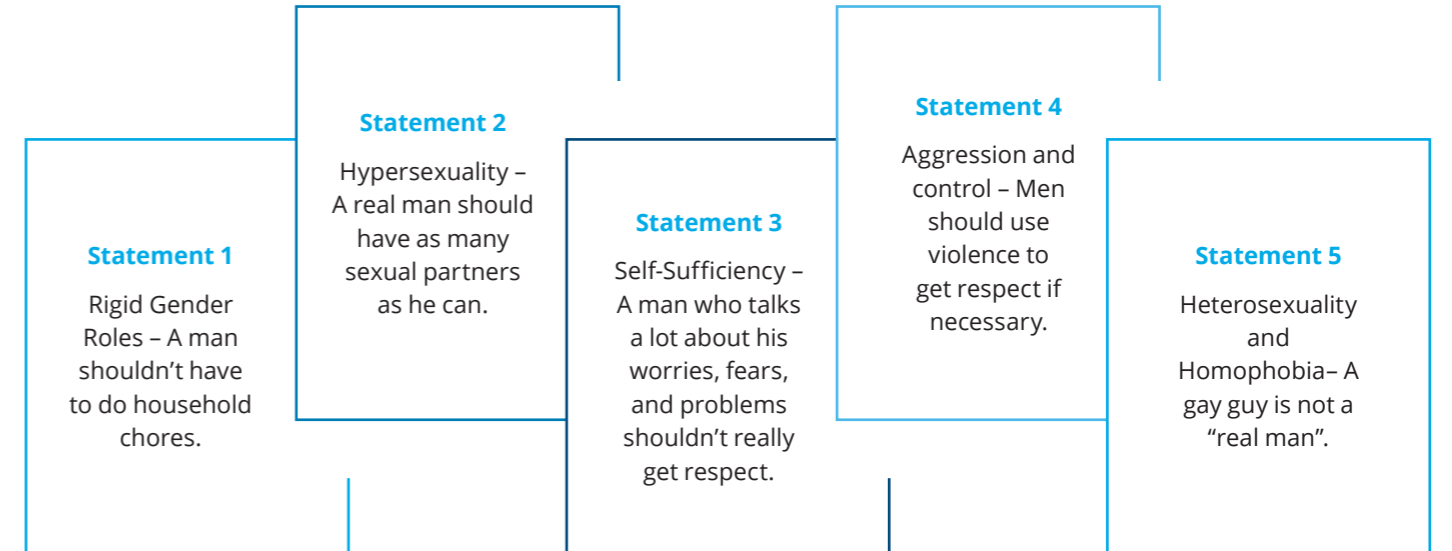 Statement 1
Rigid Gender
Roles – A man
shouldn’t have
to do household
chores.
Statement 2
Hypersexuality –
A real man should
have as many
sexual partners
as he can.
Statement 3
Self-Sufficiency –
A man who talks
a lot about his
worries, fears,
and problems
shouldn’t really
get respect.
Statement 4
Aggression and
control – Men
should use
violence to
get respect if
necessary.
Statement 5
Heterosexuality
and
Homophobia– A
gay guy is not a
“real man”.